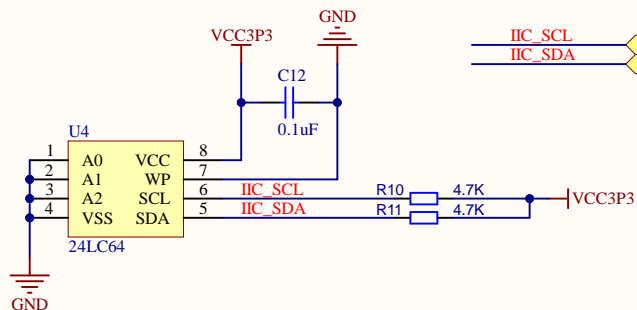 GND
VCC3P3
IIC_SCL
IIC_SDA
C12
0.1uF
U4
1 A0 VCC 8
2 A1 WP 7
3 A2 SCL 6 IIC_SCL R10 4.7K
4 VSS SDA 5 IIC_SDA R11 4.7K
VCC3P3
24LC64
GND